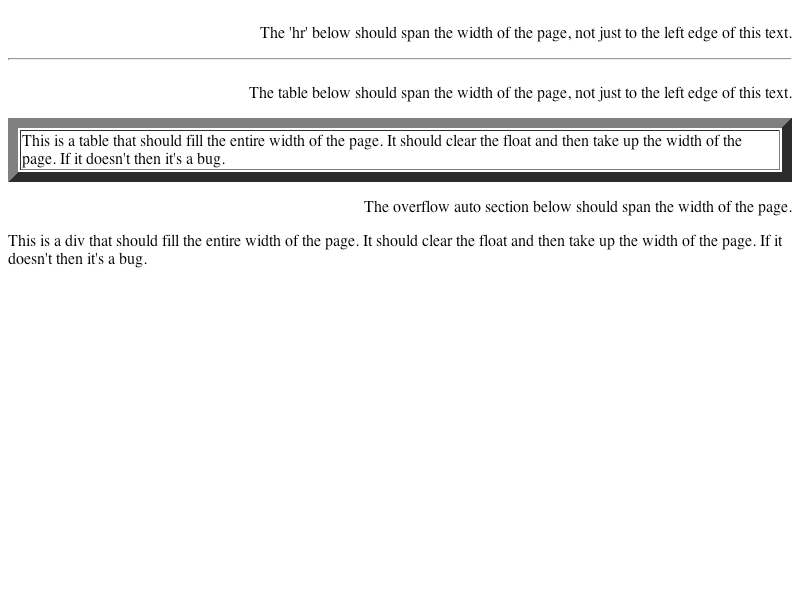 The 'hr' below should span the width of the page, not just to the left edge of this text.
The table below should span the width of the page, not just to the left edge of this text.
This is a table that should fill the entire width of the page. It should clear the float and then take up the width of the
page. If it doesn't then it's a bug.
The overflow auto section below should span the width of the page.
This is a div that should fill the entire width of the page. It should clear the float and then take up the width of the page. If it
doesn't then it's a bug.